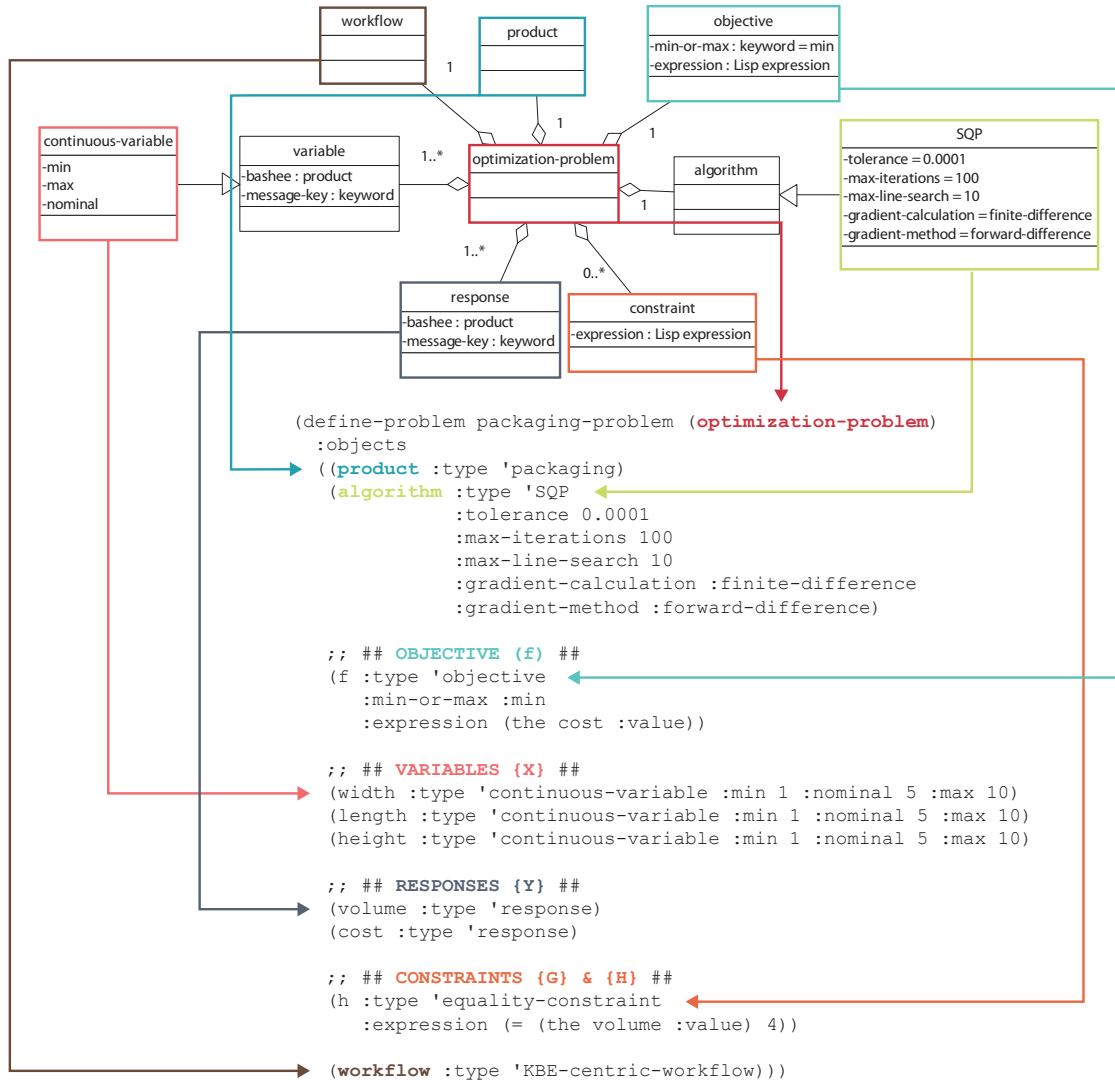 workflow
product
objective
-min-or-max : keyword = min
-expression : Lisp expression
1
1
1
continuous-variable
-min
-max
-nominal
variable
-bashee : product
-message-key : keyword
1..*
optimization-problem
1
algorithm
SQP
-tolerance = 0.0001
-max-iterations = 100
-max-line-search = 10
-gradient-calculation = finite-difference
-gradient-method = forward-difference
1..*
0..*
response
-bashee : product
-message-key : keyword
constraint
-expression : Lisp expression
(define-problem packaging-problem (optimization-problem)
:objects
((product :type 'packaging)
(algorithm :type 'SQP
:tolerance 0.0001
:max-iterations 100
:max-line-search 10
:gradient-calculation :finite-difference
:gradient-method :forward-difference)
;; ## OBJECTIVE (f) ##
(f :type 'objective
:min-or-max :min
:expression (the cost :value))
;; ## VARIABLES {X} ##
(width :type 'continuous-variable :min 1 :nominal 5 :max 10)
(length :type 'continuous-variable :min 1 :nominal 5 :max 10)
(height :type 'continuous-variable :min 1 :nominal 5 :max 10)
;; ## RESPONSES {Y} ##
(volume :type 'response)
(cost :type 'response)
;; ## CONSTRAINTS {G} & {H} ##
(h :type 'equality-constraint
:expression (= (the volume :value) 4))
(workflow :type 'KBE-centric-workflow)))